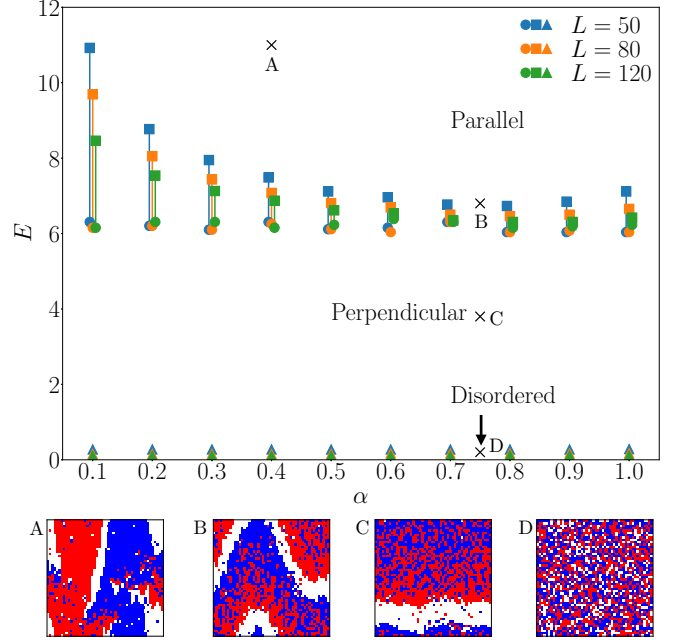 12
L = 50
L = 80
L = 120
A
10
Parallel
8
E
B
6
4
Perpendicular
C
2
Disordered
D
0
0.1 0.2 0.3 0.4 0.5 0.6 0.7 0.8 0.9 1.0
α
A B C D